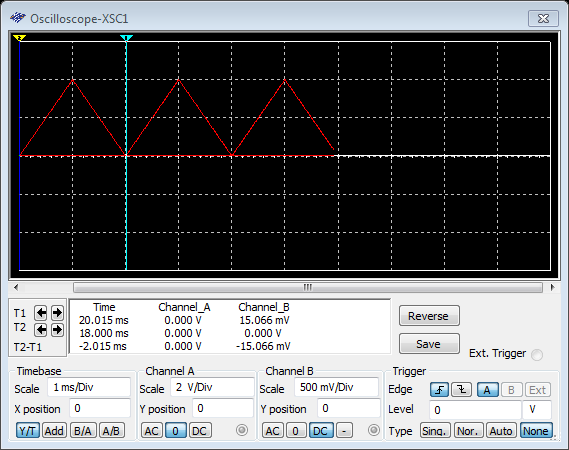 Oscilloscope-XSC1
2 1
T1
T2
T2-T1
Time Channel_A Channel_B
20.015 ms 0.000 V 15.066 mV
18.000 ms 0.000 V 0.000 V
-2.015 ms 0.000 V -15.066 mV
Reverse
Save
Ext. Trigger
Timebase
Scale 1 ms/Div
X position 0
Y/T Add B/A A/B
Channel A
Scale 2 V/Div
Y position 0
AC 0 DC
Channel B
Scale 500 mV/Div
Y position 0
AC 0 DC -
Trigger
Edge A B Ext
Level 0 V
Type Sing. Nor. Auto None